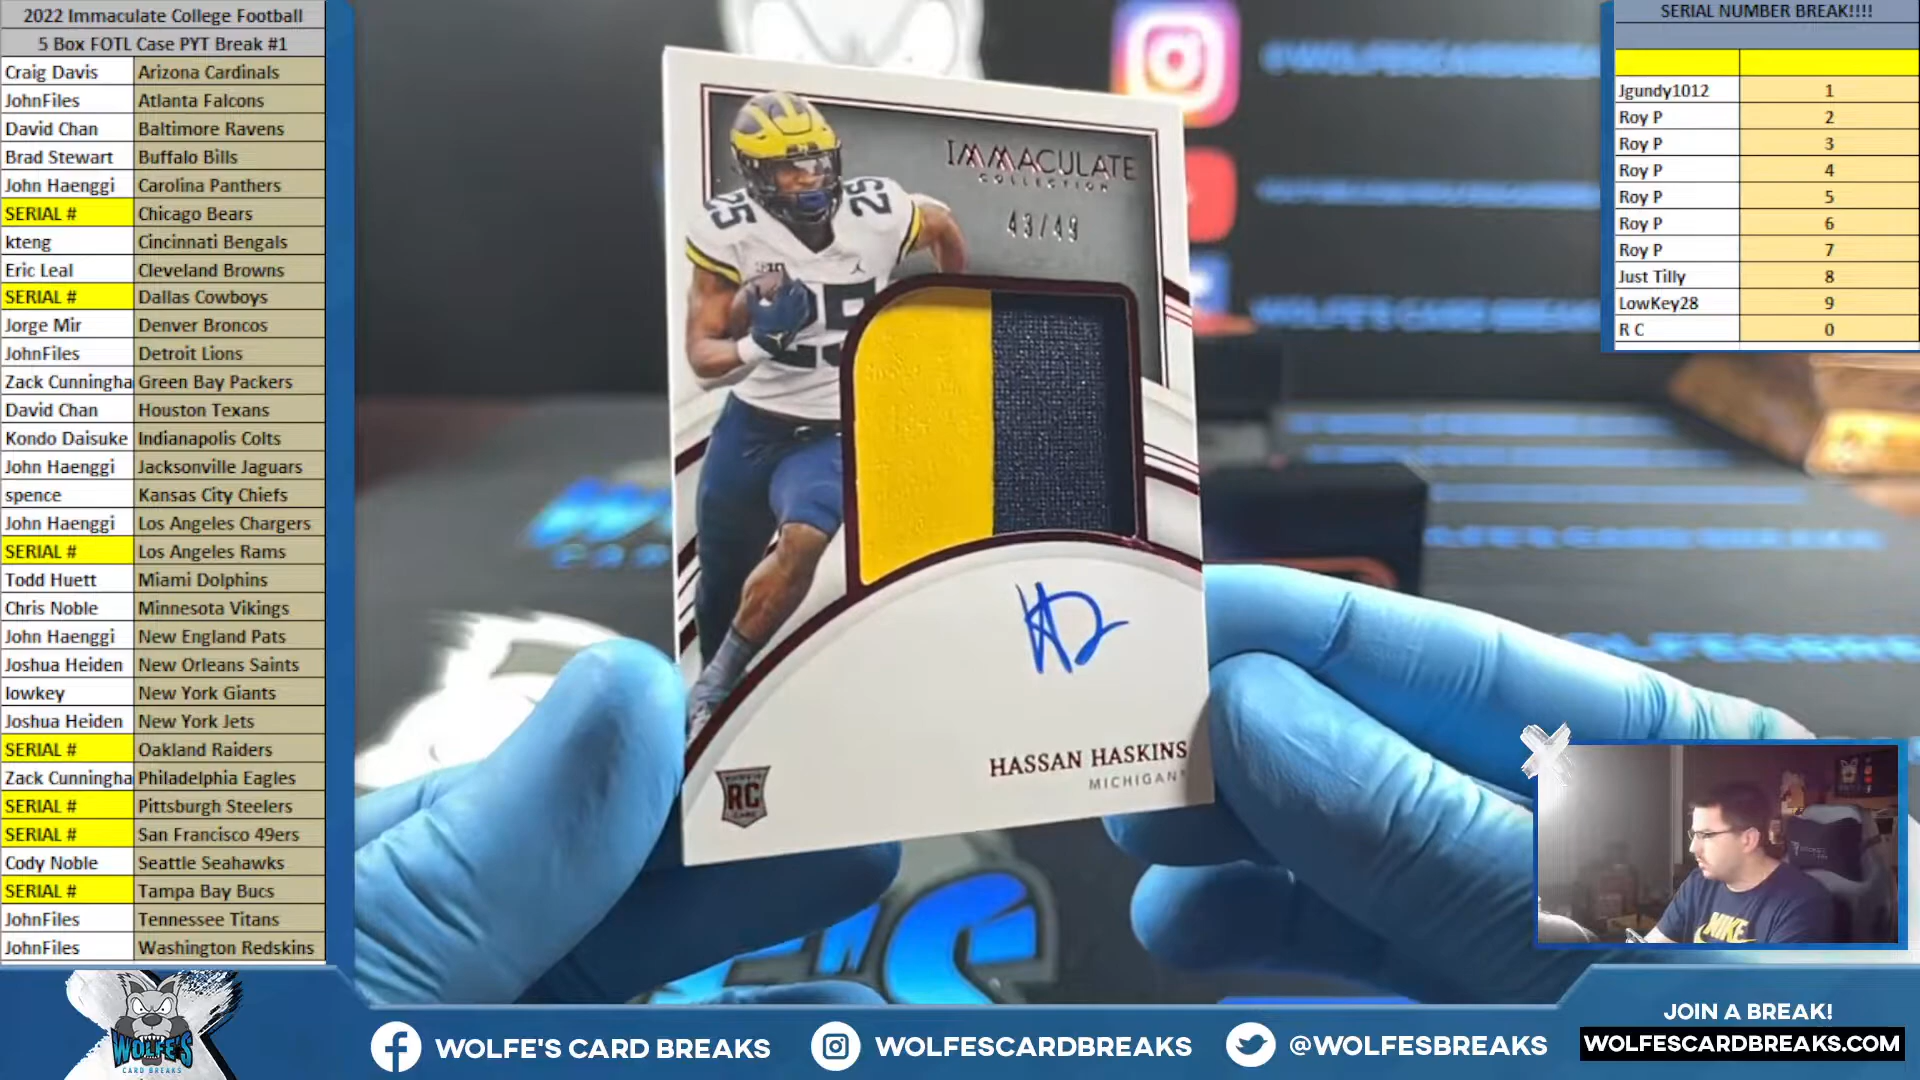 2022 Immaculate College Football
5 Box FOTL Case PYT Break #1
Craig Davis Arizona Cardinals
JohnFiles Atlanta Falcons
David Chan Baltimore Ravens
Brad Stewart Buffalo Bills
John Haenggi Carolina Panthers
SERIAL # Chicago Bears
kteng Cincinnati Bengals
Eric Leal Cleveland Browns
SERIAL # Dallas Cowboys
Jorge Mir Denver Broncos
JohnFiles Detroit Lions
Zack Cunningha Green Bay Packers
David Chan Houston Texans
Kondo Daisuke Indianapolis Colts
John Haenggi Jacksonville Jaguars
spence Kansas City Chiefs
John Haenggi Los Angeles Chargers
SERIAL # Los Angeles Rams
Todd Huett Miami Dolphins
Chris Noble Minnesota Vikings
John Haenggi New England Pats
Joshua Heiden New Orleans Saints
lowkey New York Giants
Joshua Heiden New York Jets
SERIAL # Oakland Raiders
Zack Cunningha Philadelphia Eagles
SERIAL # Pittsburgh Steelers
SERIAL # San Francisco 49ers
Cody Noble Seattle Seahawks
SERIAL # Tampa Bay Bucs
JohnFiles Tennessee Titans
JohnFiles Washington Redskins
SERIAL NUMBER BREAK!!!!
Jgundy1012 1
Roy P 2
Roy P 3
Roy P 4
Roy P 5
Roy P 6
Roy P 7
Just Tilly 8
LowKey28 9
R C 0
@WOLFESCARDBREAKS
WOLFE'S CARD BREAKS
IMMACULATE
COLLECTION
43/49
25
25
25
HASSAN HASKINS
MICHIGAN
RC
NIKE
WOLFE'S
CARD BREAKS
WOLFE'S CARD BREAKS
WOLFESCARDBREAKS
@WOLFESBREAKS
JOIN A BREAK!
WOLFESCARDBREAKS.COM